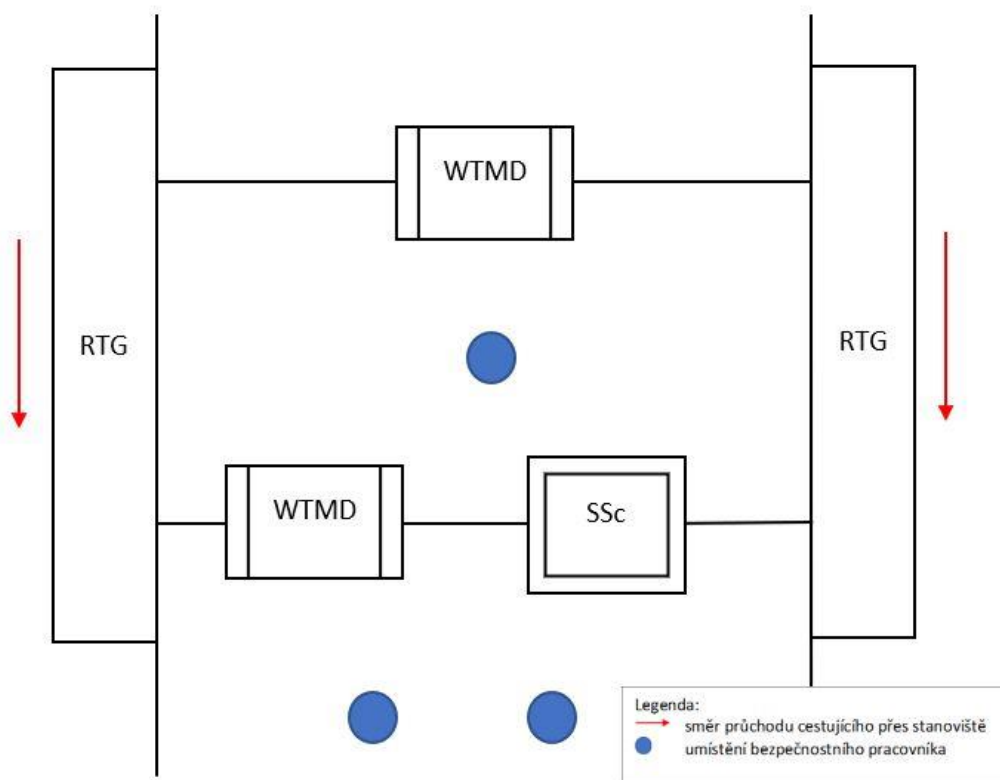 WTMD
RTG
RTG
WTMD
SSc
Legenda:
směr průchodu cestujícího přes stanoviště
umístění bezpečnostního pracovníka